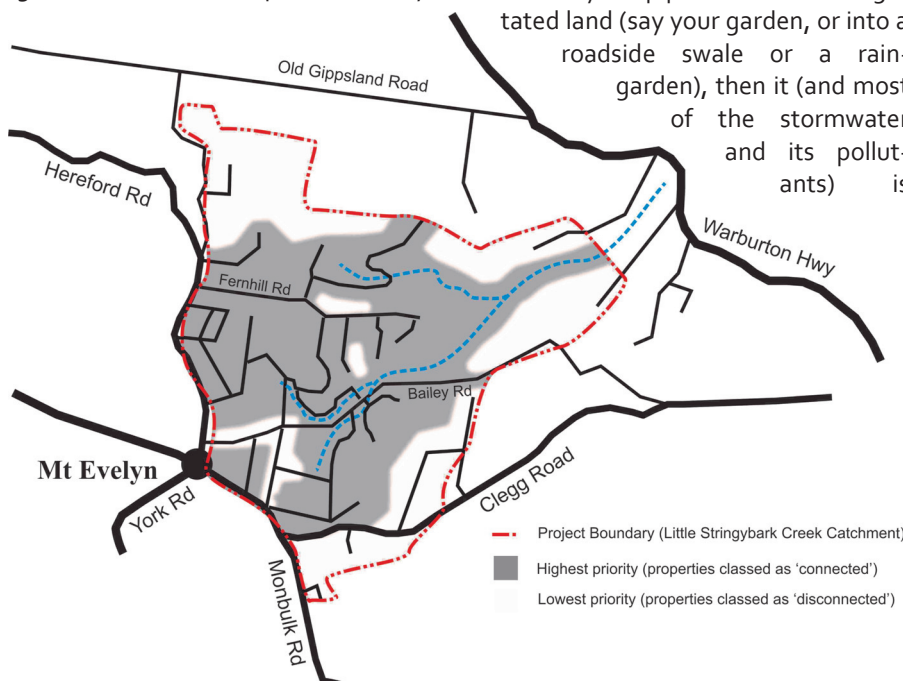 tated land (say your garden, or into a
roadside swale or a rain-
garden), then it (and most
of the stormwater
and its pollut-
ants) is
Old Gippsland Road
Hereford Rd
Warburton Hwy
Fernhill Rd
Bailey Rd
Mt Evelyn
York Rd
Clegg Road
Monbulk Rd
Project Boundary (Little Stringybark Creek Catchment)
Highest priority (properties classed as ‘connected’)
Lowest priority (properties classed as ‘disconnected’)